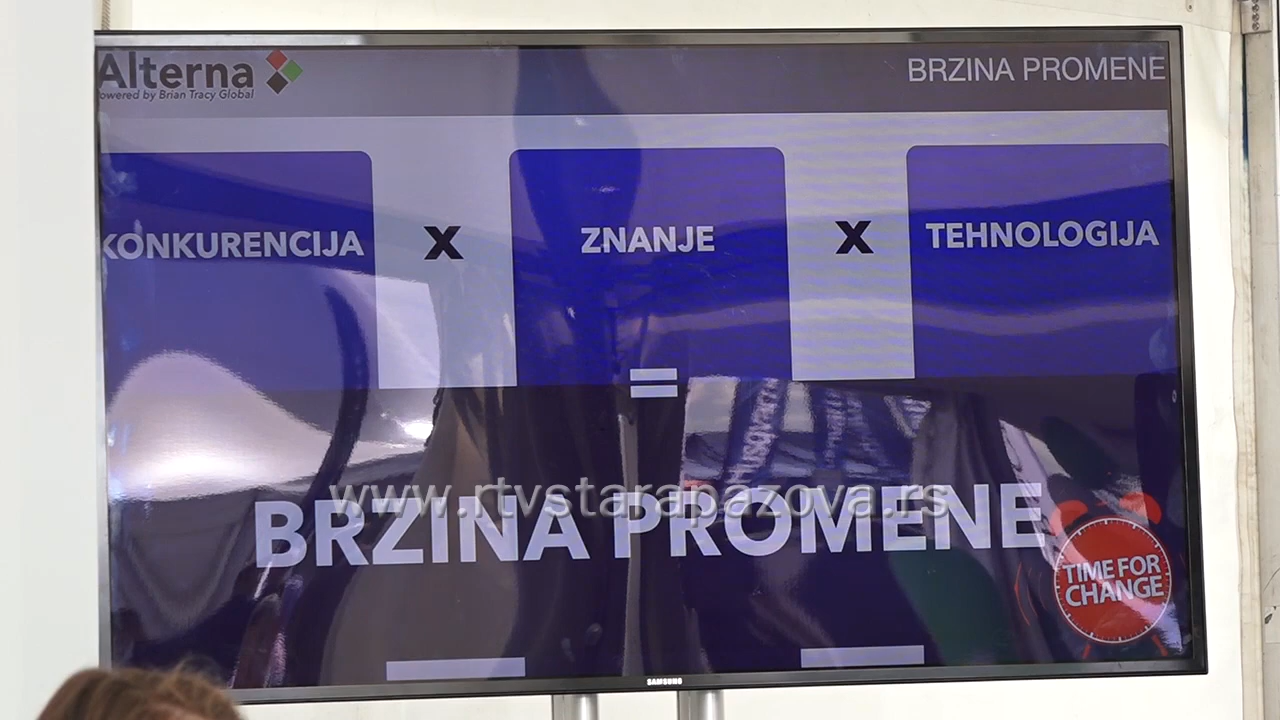 Alterna
BRZINA PROMENE
owered by Brian Tracy Global
KONKURENCIJA X ZNANJE X TEHNOLOGIJA
=
www.rtvstarapazova.rs
BRZINA PROMENE
TIME FOR
CHANGE
SAMSUNG